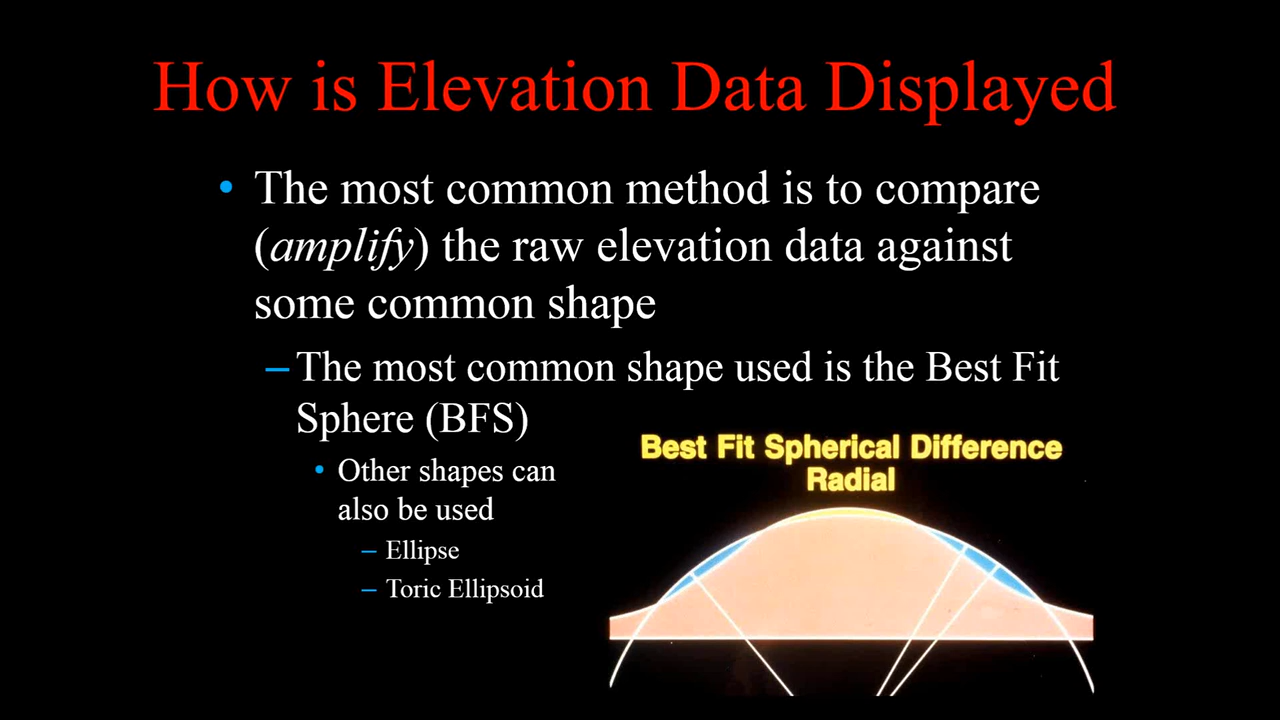 How is Elevation Data Displayed
• The most common method is to compare
(amplify) the raw elevation data against
some common shape
– The most common shape used is the Best Fit
Sphere (BFS)
• Other shapes can
also be used
– Ellipse
– Toric Ellipsoid
Best Fit Spherical Difference
Radial